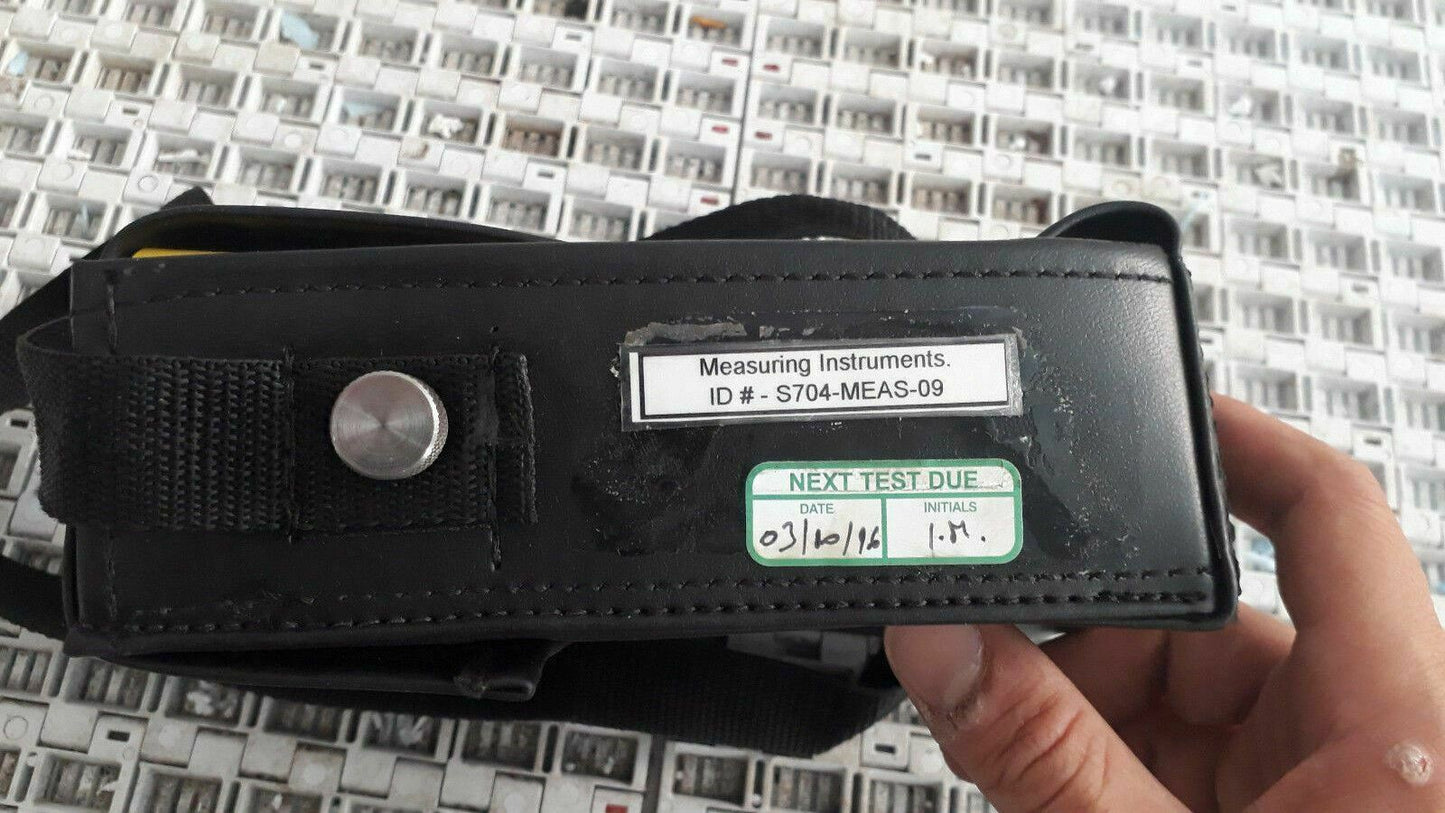 Measuring Instruments.
ID # - S704-MEAS-09
NEXT TEST DUE
DATE
INITIALS
03/10/16
I.M.